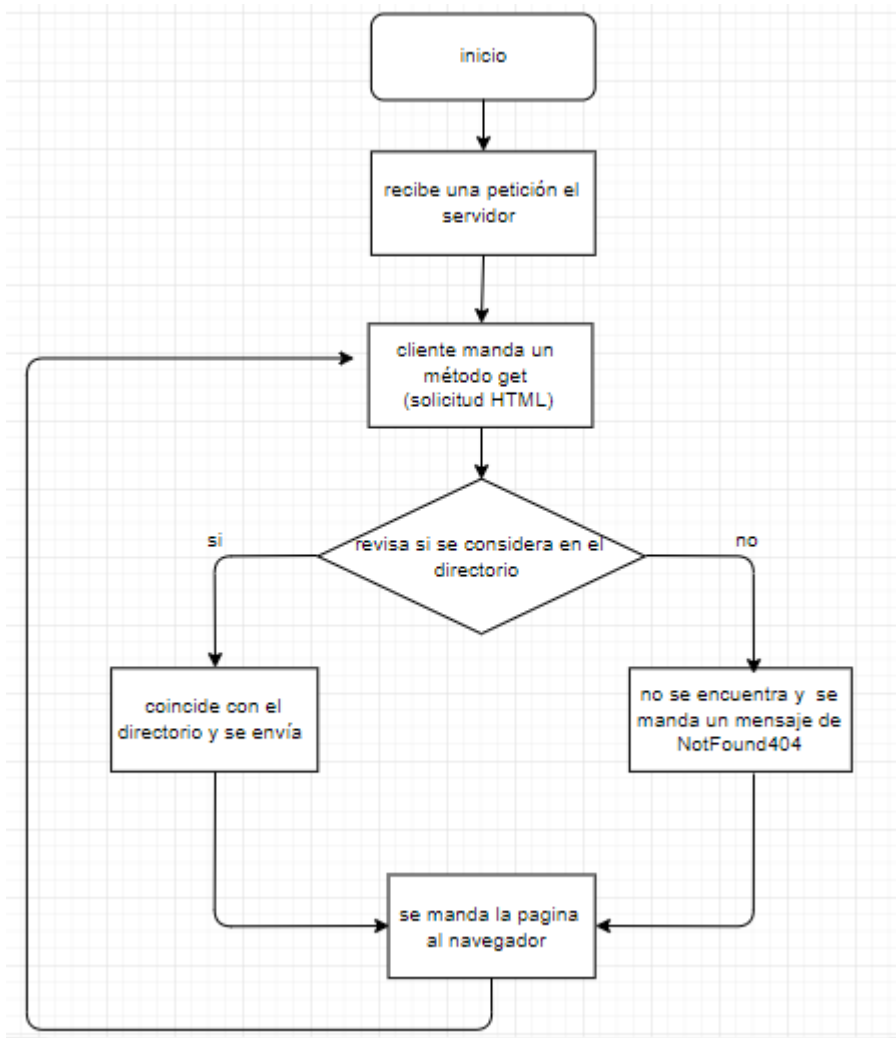 inicio
recibe una petición el
servidor
cliente manda un
método get
(solicitud HTML)
si
revisa si se considera en el
directorio
no
coincide con el
directorio y se envía
no se encuentra y se
manda un mensaje de
NotFound404
se manda la pagina
al navegador